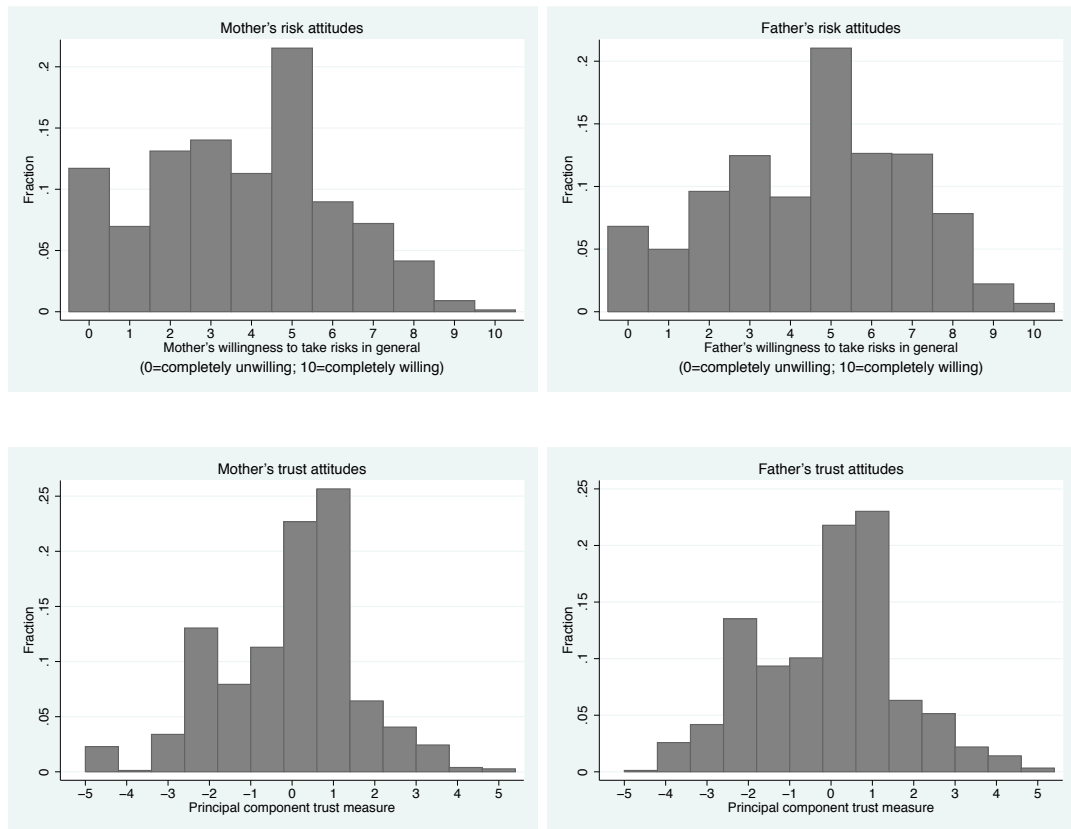 Mother's risk attitudes
Fraction
.2
.15
.1
.05
0
0 1 2 3 4 5 6 7 8 9 10
Mother's willingness to take risks in general
(0=completely unwilling; 10=completely willing)
Father's risk attitudes
Fraction
.2
.15
.1
.05
0
0 1 2 3 4 5 6 7 8 9 10
Father's willingness to take risks in general
(0=completely unwilling; 10=completely willing)
Mother's trust attitudes
Fraction
.25
.2
.15
.1
.05
0
−5 −4 −3 −2 −1 0 1 2 3 4 5
Principal component trust measure
Father's trust attitudes
Fraction
.25
.2
.15
.1
.05
0
−5 −4 −3 −2 −1 0 1 2 3 4 5
Principal component trust measure